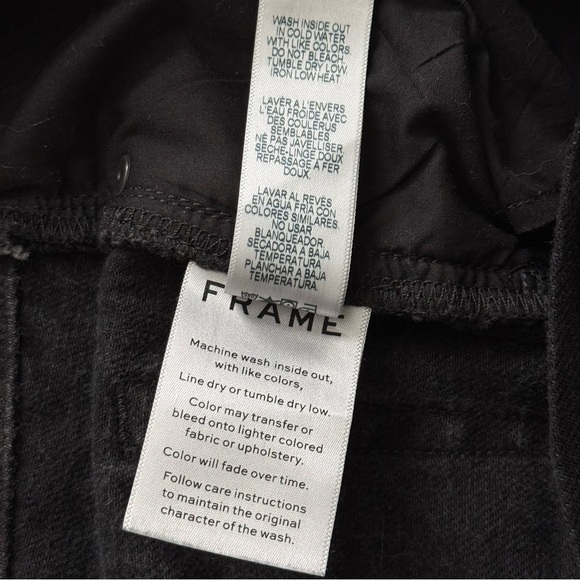 WASH INSIDE OUT
IN COLD WATER
WITH LIKE COLORS.
DO NOT BLEACH.
TUMBLE DRY LOW.
IRON LOW HEAT
LAVÈR A L'ENVERS
L'EAU FROIDE AVEC
DES COULERUS
SEMBLABLES
NÈ PAS JAVELLISER.
SÈCHE-LINGE DOUX
REPASSAGE À FER
DOUX.
LAVAR AL REVÉS
EN AGUA FRIA CON
COLORES SIMILARES.
NO USAR
BLANQUEADOR.
SECADORA A BAJA
TEMPERATURA
PLANCHAR A BAJA
TEMPERATURA.
FRAME
Machine wash inside out,
with like colors,
Line dry or tumble dry low.
Color may transfer or
bleed onto lighter colored
fabric or upholstery.
Color will fade over time.
Follow care instructions
to maintain the original
character of the wash.